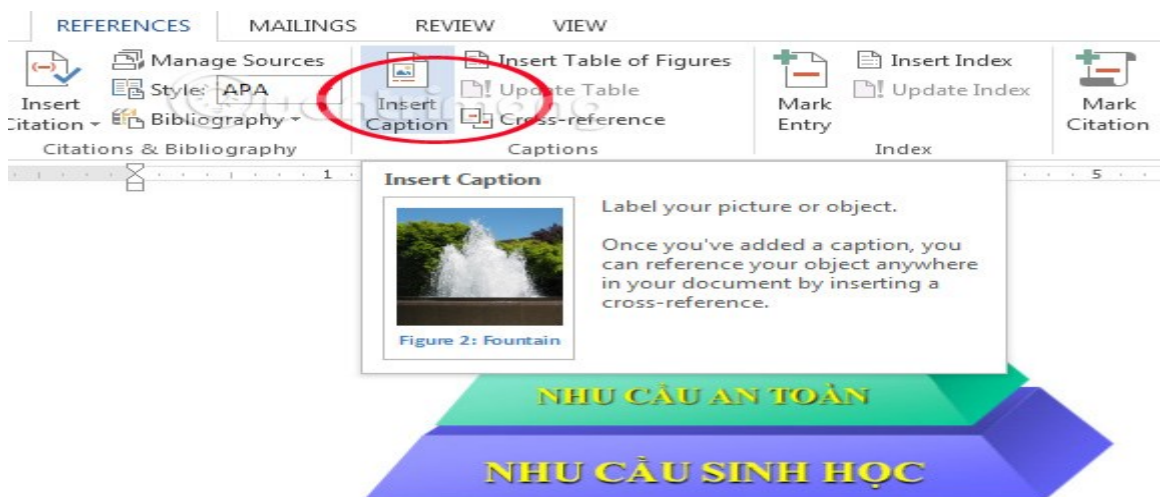 REFERENCES MAILINGS REVIEW VIEW
Manage Sources Insert Table of Figures Insert Index
Style: APA Update Table Update Index
Insert Citation Bibliography Insert Caption Cross-reference Mark Entry Mark Citation
Citations & Bibliography Captions Index
1 5
Insert Caption
Label your picture or object.
Once you've added a caption, you
can reference your object anywhere
in your document by inserting a
cross-reference.
Figure 2: Fountain
NHU CẦU AN TOÀN
NHU CẦU SINH HỌC